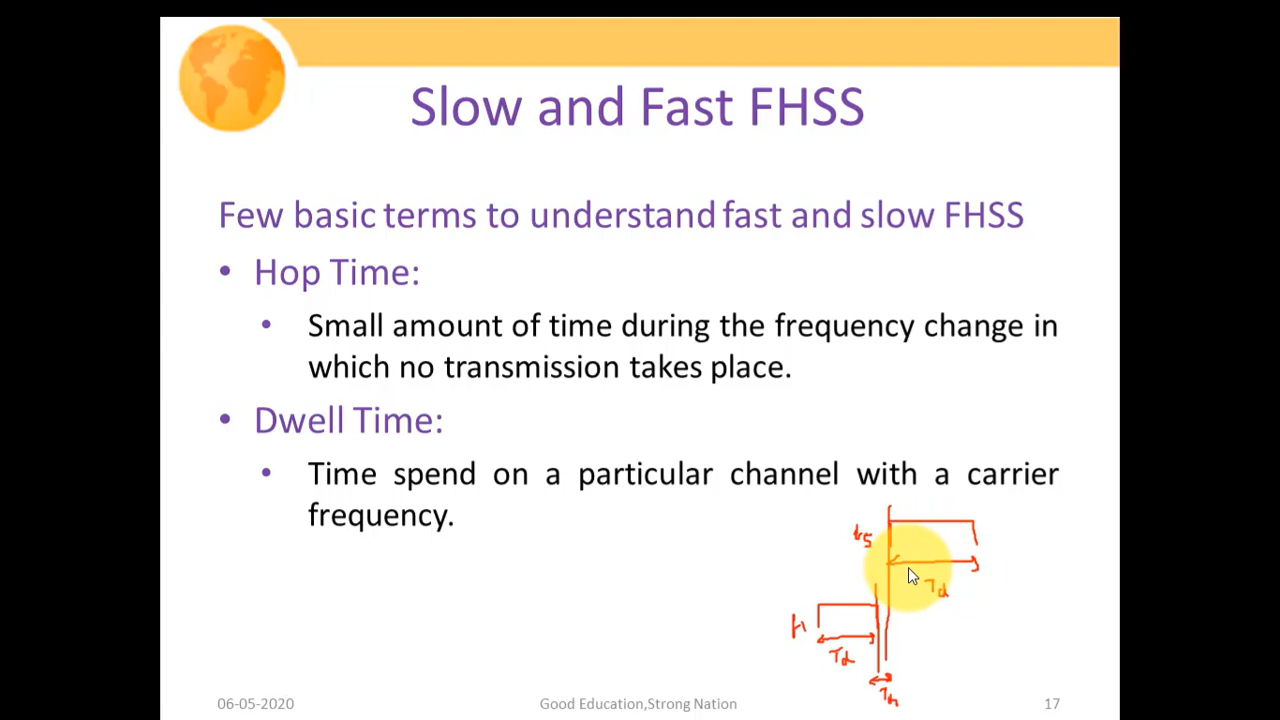 Slow and Fast FHSS
Few basic terms to understand fast and slow FHSS
• Hop Time:
• Small amount of time during the frequency change in
which no transmission takes place.
• Dwell Time:
• Time spend on a particular channel with a carrier
frequency.
Td
Td
Th
06-05-2020 Good Education,Strong Nation 17